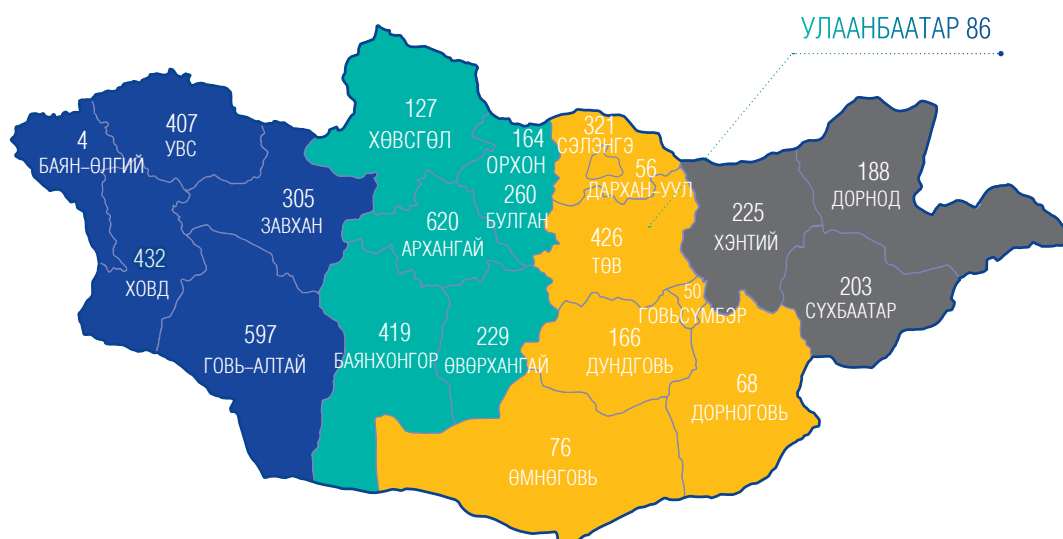 УЛААНБААТАР 86
4
БАЯН-ӨЛГИЙ
407
УВС
305
ЗАВХАН
432
ХОВД
597
ГОВЬ-АЛТАЙ
127
ХӨВСГӨЛ
164
ОРХОН
260
БУЛГАН
620
АРХАНГАЙ
419
БАЯНХОНГОР
229
ӨВӨРХАНГАЙ
321
СЭЛЭНГЭ
56
ДАРХАН-УУЛ
426
ТӨВ
50
ГОВЬСҮМБЭР
166
ДУНДГОВЬ
68
ДОРНОГОВЬ
76
ӨМНӨГОВЬ
225
ХЭНТИЙ
188
ДОРНОД
203
СҮХБААТАР